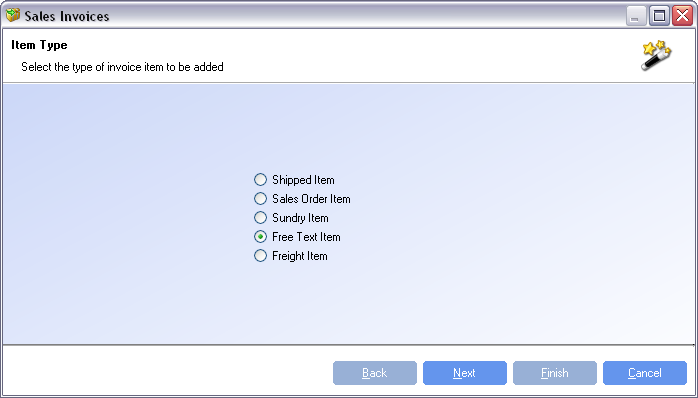 Sales Invoices
Item Type
Select the type of invoice item to be added
Shipped Item
Sales Order Item
Sundry Item
Free Text Item
Freight Item
Back Next Finish Cancel